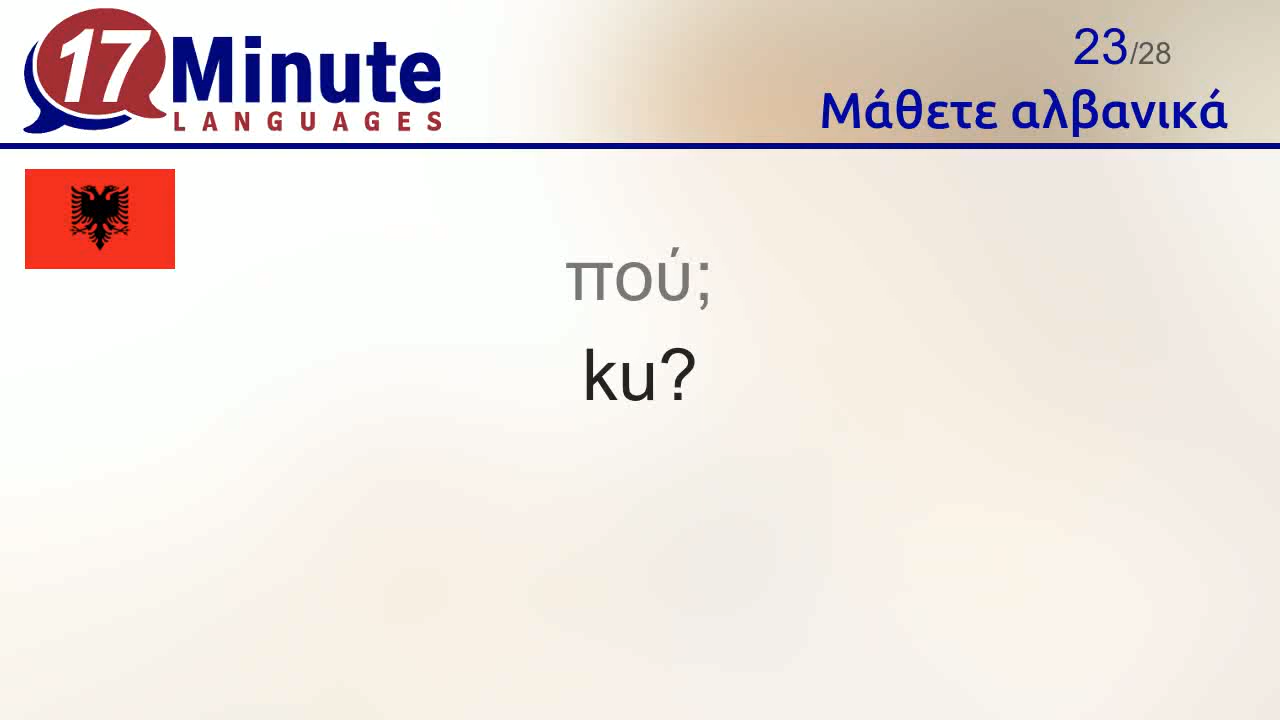 17 Minute
LANGUAGES
23/28
Μάθετε αλβανικά
πού;
ku?